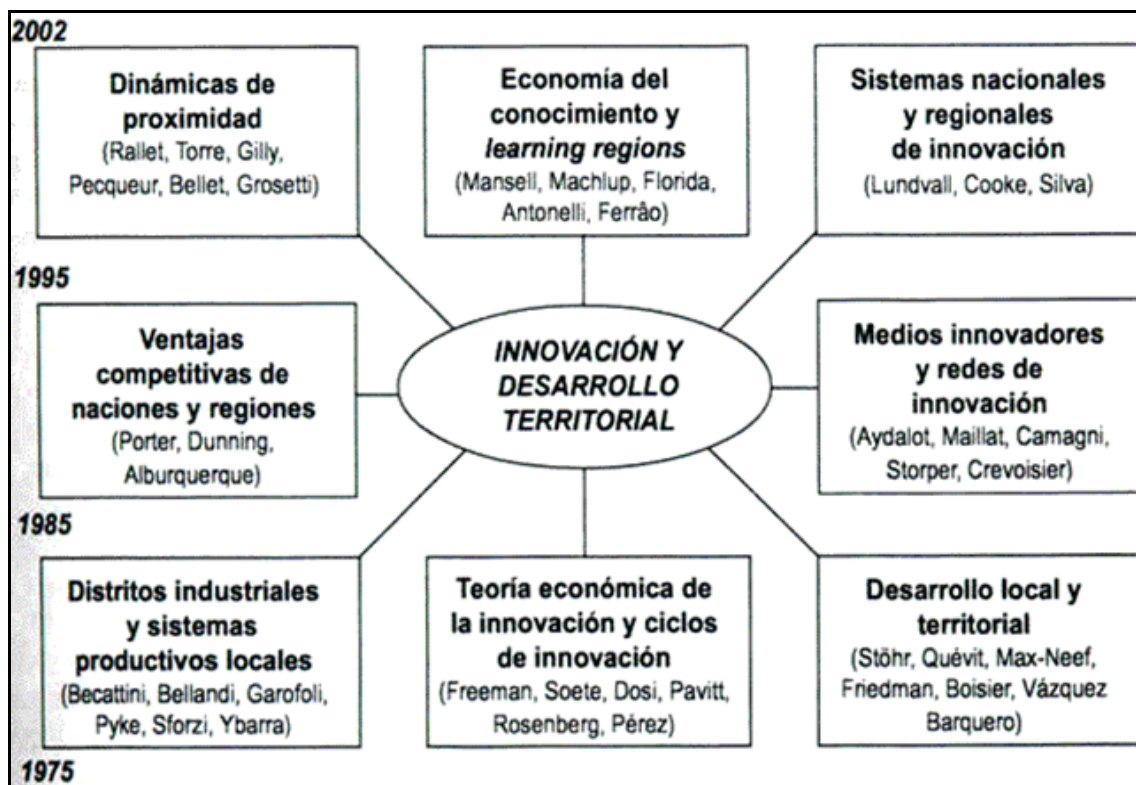 2002
Dinámicas de
proximidad
(Rallet, Torre, Gilly,
Pecqueur, Bellet, Grosetti)
Economía del
conocimiento y
learning regions
(Mansell, Machlup, Florida,
Antonelli, Ferrâo)
Sistemas nacionales
y regionales
de innovación
(Lundvall, Cooke, Silva)
1995
Ventajas
competitivas de
naciones y regiones
(Porter, Dunning,
Alburquerque)
INNOVACIÓN Y
DESARROLLO
TERRITORIAL
Medios innovadores
y redes de
innovación
(Aydalot, Maillat, Camagni,
Storper, Crevoisier)
1985
Distritos industriales
y sistemas
productivos locales
(Becattini, Bellandi, Garofoli,
Pyke, Sforzi, Ybarra)
Teoría económica de
la innovación y ciclos
de innovación
(Freeman, Soete, Dosi, Pavitt,
Rosenberg, Pérez)
Desarrollo local y
territorial
(Stöhr, Quévit, Max-Neef,
Friedman, Boisier, Vázquez
Barquero)
1975